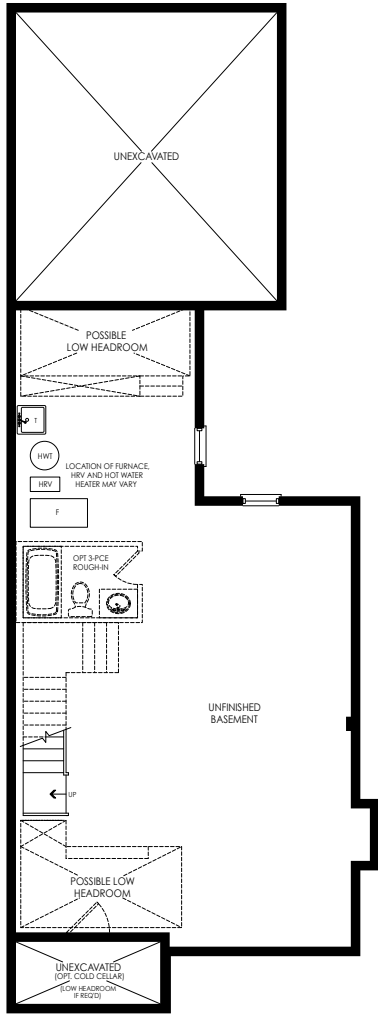 UNEXCAVATED
POSSIBLE
LOW HEADROOM
T
HWT
LOCATION OF FURNACE,
HRV AND HOT WATER
HEATER MAY VARY
HRV
F
OPT 3-PCE
ROUGH-IN
UNFINISHED
BASEMENT
UP
POSSIBLE LOW
HEADROOM
UNEXCAVATED
(OPT. COLD CELLAR)
(LOW HEADROOM
IF REQ'D)